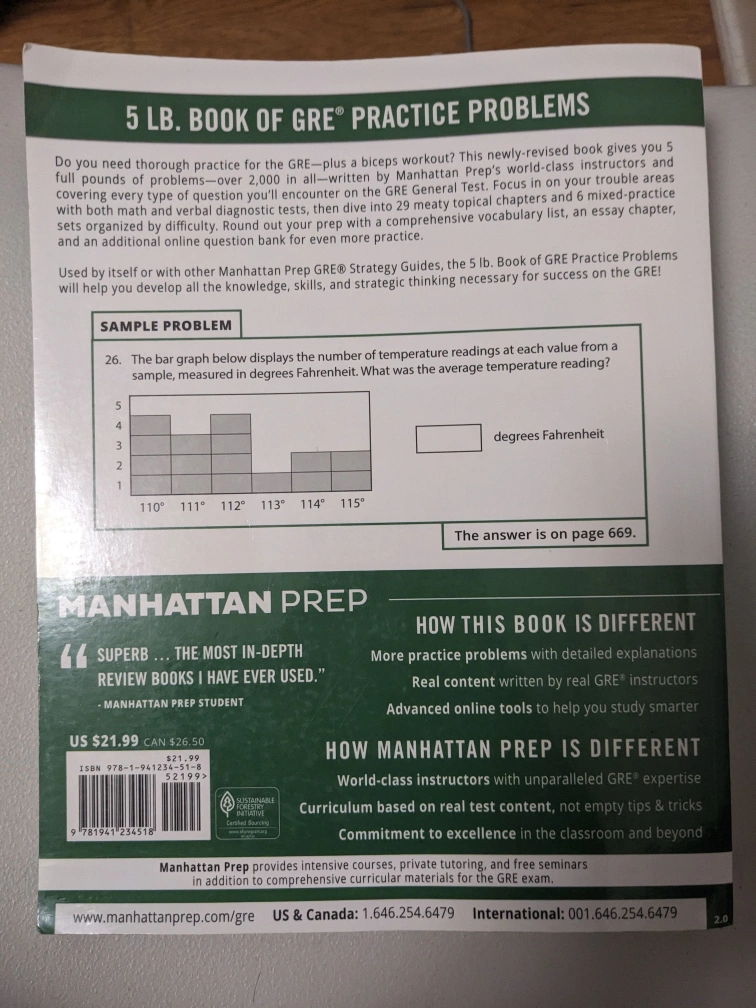 5 LB. BOOK OF GRE® PRACTICE PROBLEMS
Do you need thorough practice for the GRE—plus a biceps workout? This newly-revised book gives you 5
full pounds of problems—over 2,000 in all—written by Manhattan Prep's world-class instructors and
covering every type of question you'll encounter on the GRE General Test. Focus in on your trouble areas
with both math and verbal diagnostic tests, then dive into 29 meaty topical chapters and 6 mixed-practice
sets organized by difficulty. Round out your prep with a comprehensive vocabulary list, an essay chapter,
and an additional online question bank for even more practice.
Used by itself or with other Manhattan Prep GRE® Strategy Guides, the 5 lb. Book of GRE Practice Problems
will help you develop all the knowledge, skills, and strategic thinking necessary for success on the GRE!
SAMPLE PROBLEM
26. The bar graph below displays the number of temperature readings at each value from a
sample, measured in degrees Fahrenheit. What was the average temperature reading?
5
4
3
2
1
110° 111° 112° 113° 114° 115°
degrees Fahrenheit
The answer is on page 669.
MANHATTAN PREP
“ SUPERB ... THE MOST IN-DEPTH
REVIEW BOOKS I HAVE EVER USED.”
- MANHATTAN PREP STUDENT
HOW THIS BOOK IS DIFFERENT
More practice problems with detailed explanations
Real content written by real GRE® instructors
Advanced online tools to help you study smarter
US $21.99 CAN $26.50
$21.99
ISBN 978-1-941234-51-8
52199>
9 781941 234518
SUSTAINABLE
FORESTRY
INITIATIVE
Certified Sourcing
HOW MANHATTAN PREP IS DIFFERENT
World-class instructors with unparalleled GRE® expertise
Curriculum based on real test content, not empty tips & tricks
Commitment to excellence in the classroom and beyond
Manhattan Prep provides intensive courses, private tutoring, and free seminars
in addition to comprehensive curricular materials for the GRE exam.
www.manhattanprep.com/gre US & Canada: 1.646.254.6479 International: 001.646.254.6479
2.0